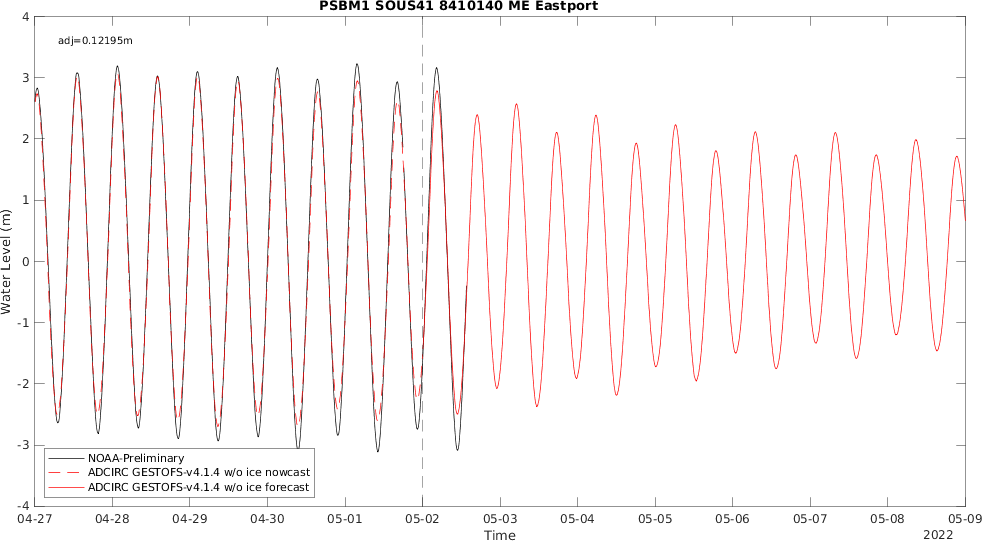 PSBM1 SOUS41 8410140 ME Eastport
adj=0.12195m
4
3
2
1
0
-1
-2
-3
-4
Water Level (m)
NOAA-Preliminary
ADCIRC GESTOFS-v4.1.4 w/o ice nowcast
ADCIRC GESTOFS-v4.1.4 w/o ice forecast
04-27 04-28 04-29 04-30 05-01 05-02 05-03 05-04 05-05 05-06 05-07 05-08 05-09
Time
2022